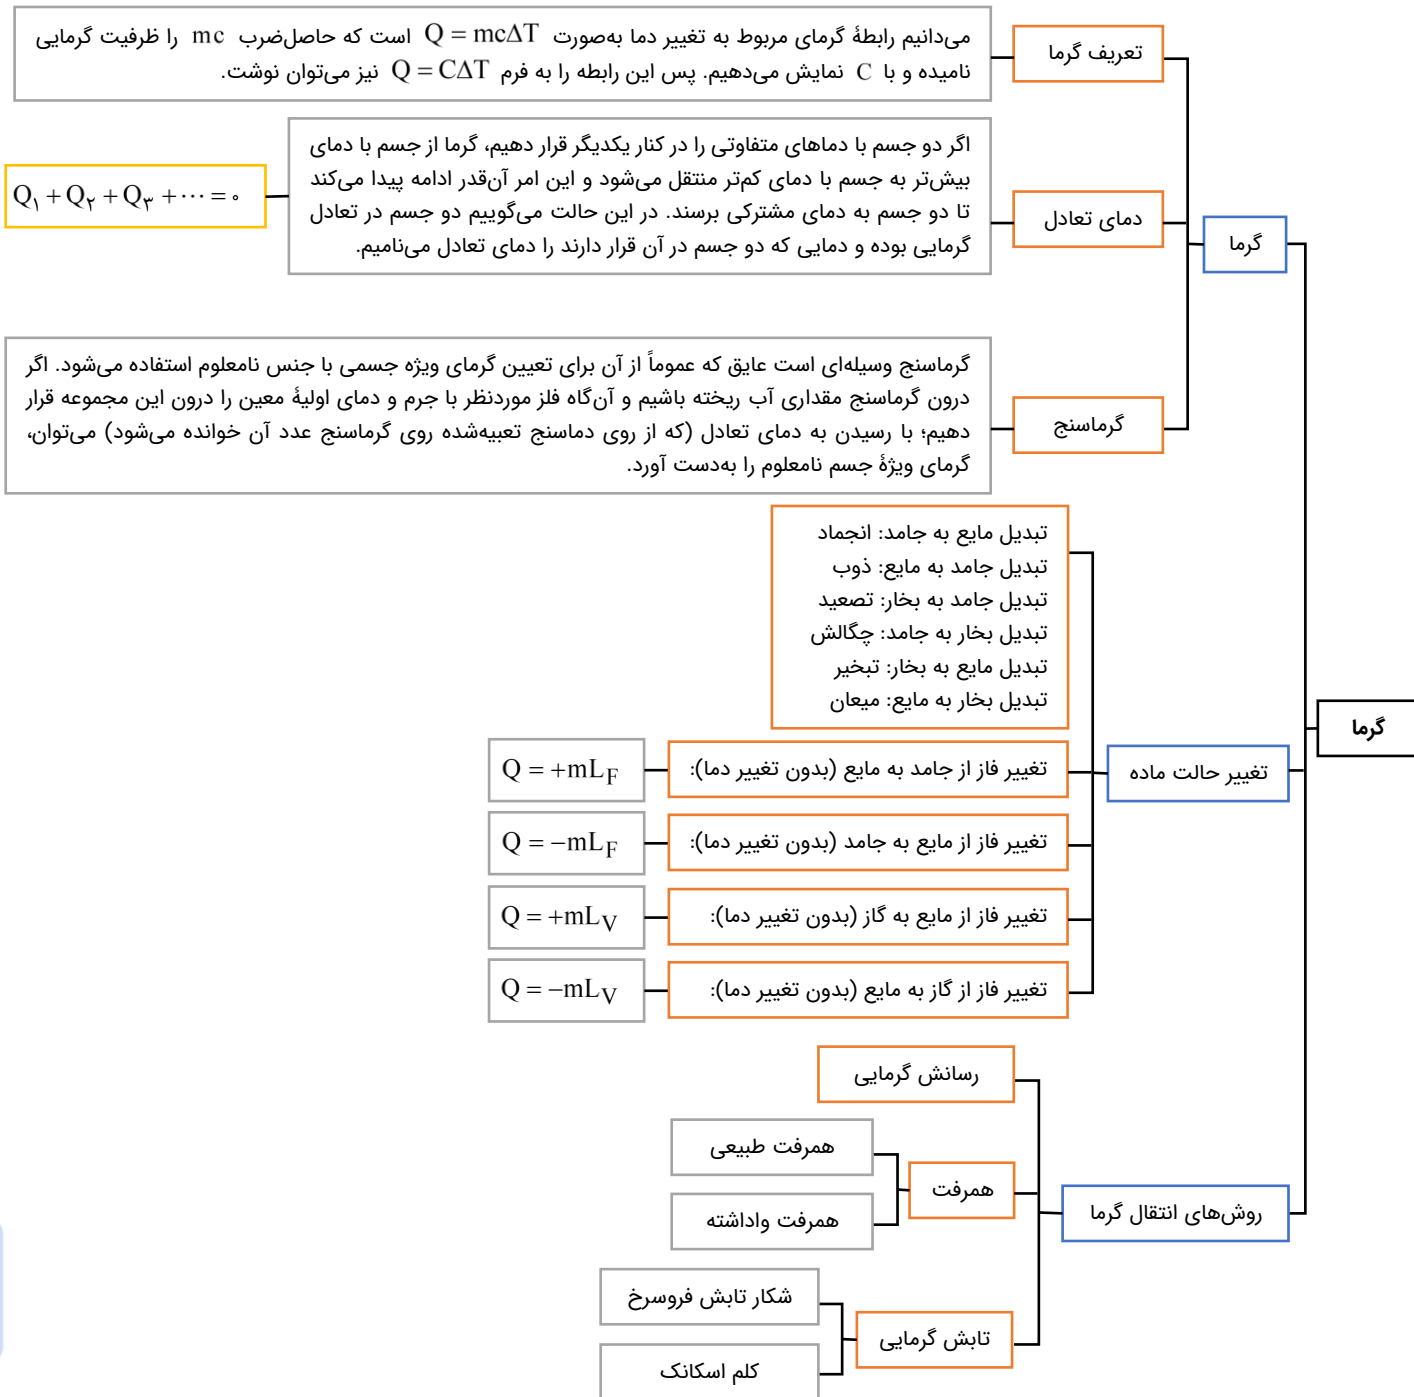 گرما
گرما
تعریف گرما
می‌دانیم رابطهٔ گرمای مربوط به تغییر دما به‌صورت Q = mcΔT است که حاصل‌ضرب mc را ظرفیت گرمایی
نامیده و با C نمایش می‌دهیم. پس این رابطه را به فرم Q = CΔT نیز می‌توان نوشت.
دمای تعادل
اگر دو جسم با دماهای متفاوتی را در کنار یکدیگر قرار دهیم، گرما از جسم با دمای
بیش‌تر به جسم با دمای کم‌تر منتقل می‌شود و این امر آن‌قدر ادامه پیدا می‌کند
تا دو جسم به دمای مشترکی برسند. در این حالت می‌گوییم دو جسم در تعادل
گرمایی بوده و دمایی که دو جسم در آن قرار دارند را دمای تعادل می‌نامیم.
Q۱ + Q۲ + Q۳ + ⋯ = ۰
گرماسنج
گرماسنج وسیله‌ای است عایق که عموماً از آن برای تعیین گرمای ویژه جسمی با جنس نامعلوم استفاده می‌شود. اگر
درون گرماسنج مقداری آب ریخته باشیم و آن‌گاه فلز موردنظر با جرم و دمای اولیهٔ معین را درون این مجموعه قرار
دهیم؛ با رسیدن به دمای تعادل (که از روی دماسنج تعبیه‌شده روی گرماسنج عدد آن خوانده می‌شود) می‌توان،
گرمای ویژهٔ جسم نامعلوم را به‌دست آورد.
تغییر حالت ماده
تبدیل مایع به جامد: انجماد
تبدیل جامد به مایع: ذوب
تبدیل جامد به بخار: تصعید
تبدیل بخار به جامد: چگالش
تبدیل مایع به بخار: تبخیر
تبدیل بخار به مایع: میعان
تغییر فاز از جامد به مایع (بدون تغییر دما):
Q = +mLF
تغییر فاز از مایع به جامد (بدون تغییر دما):
Q = −mLF
تغییر فاز از مایع به گاز (بدون تغییر دما):
Q = +mLV
تغییر فاز از گاز به مایع (بدون تغییر دما):
Q = −mLV
روش‌های انتقال گرما
رسانش گرمایی
همرفت
همرفت طبیعی
همرفت واداشته
تابش گرمایی
شکار تابش فروسرخ
کلم اسکانک